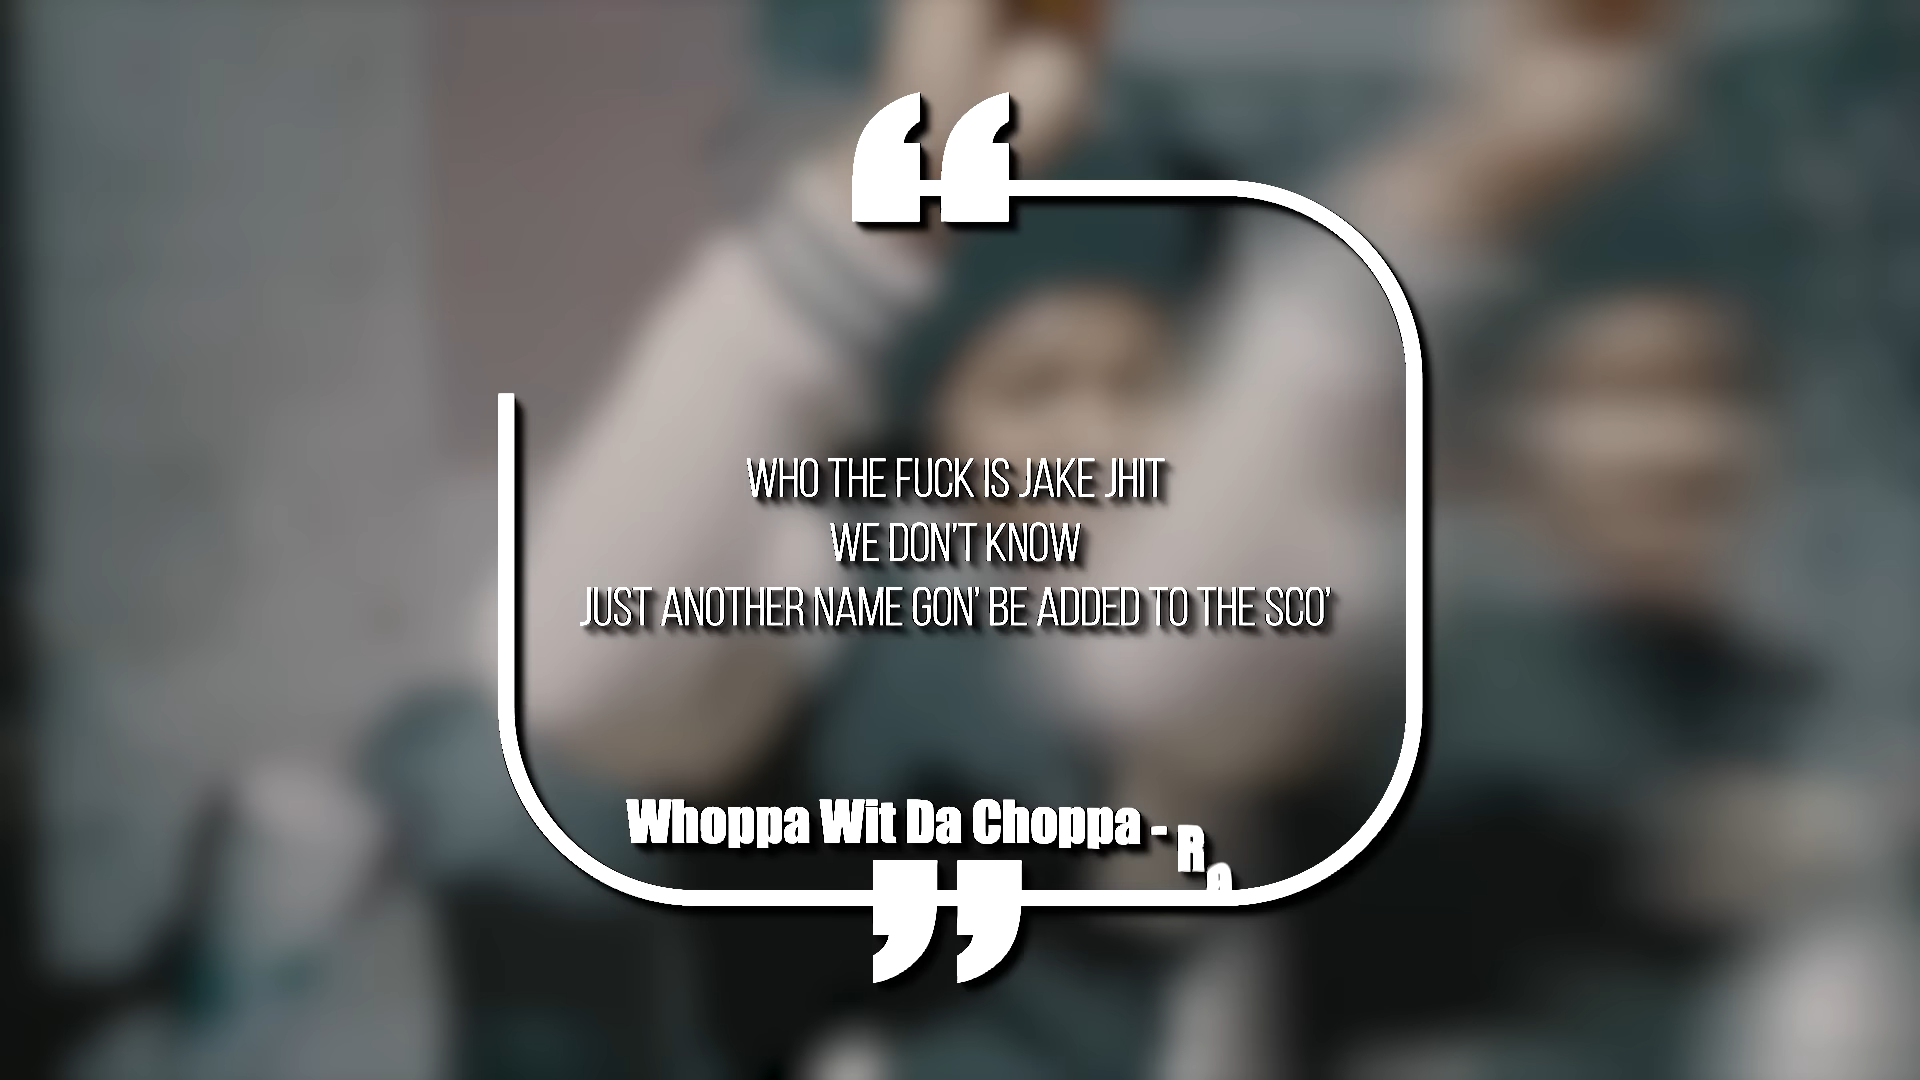 WHO THE FUCK IS JAKE JHIT
WE DON'T KNOW
JUST ANOTHER NAME GON' BE ADDED TO THE SCO'
Whoppa Wit Da Choppa - R